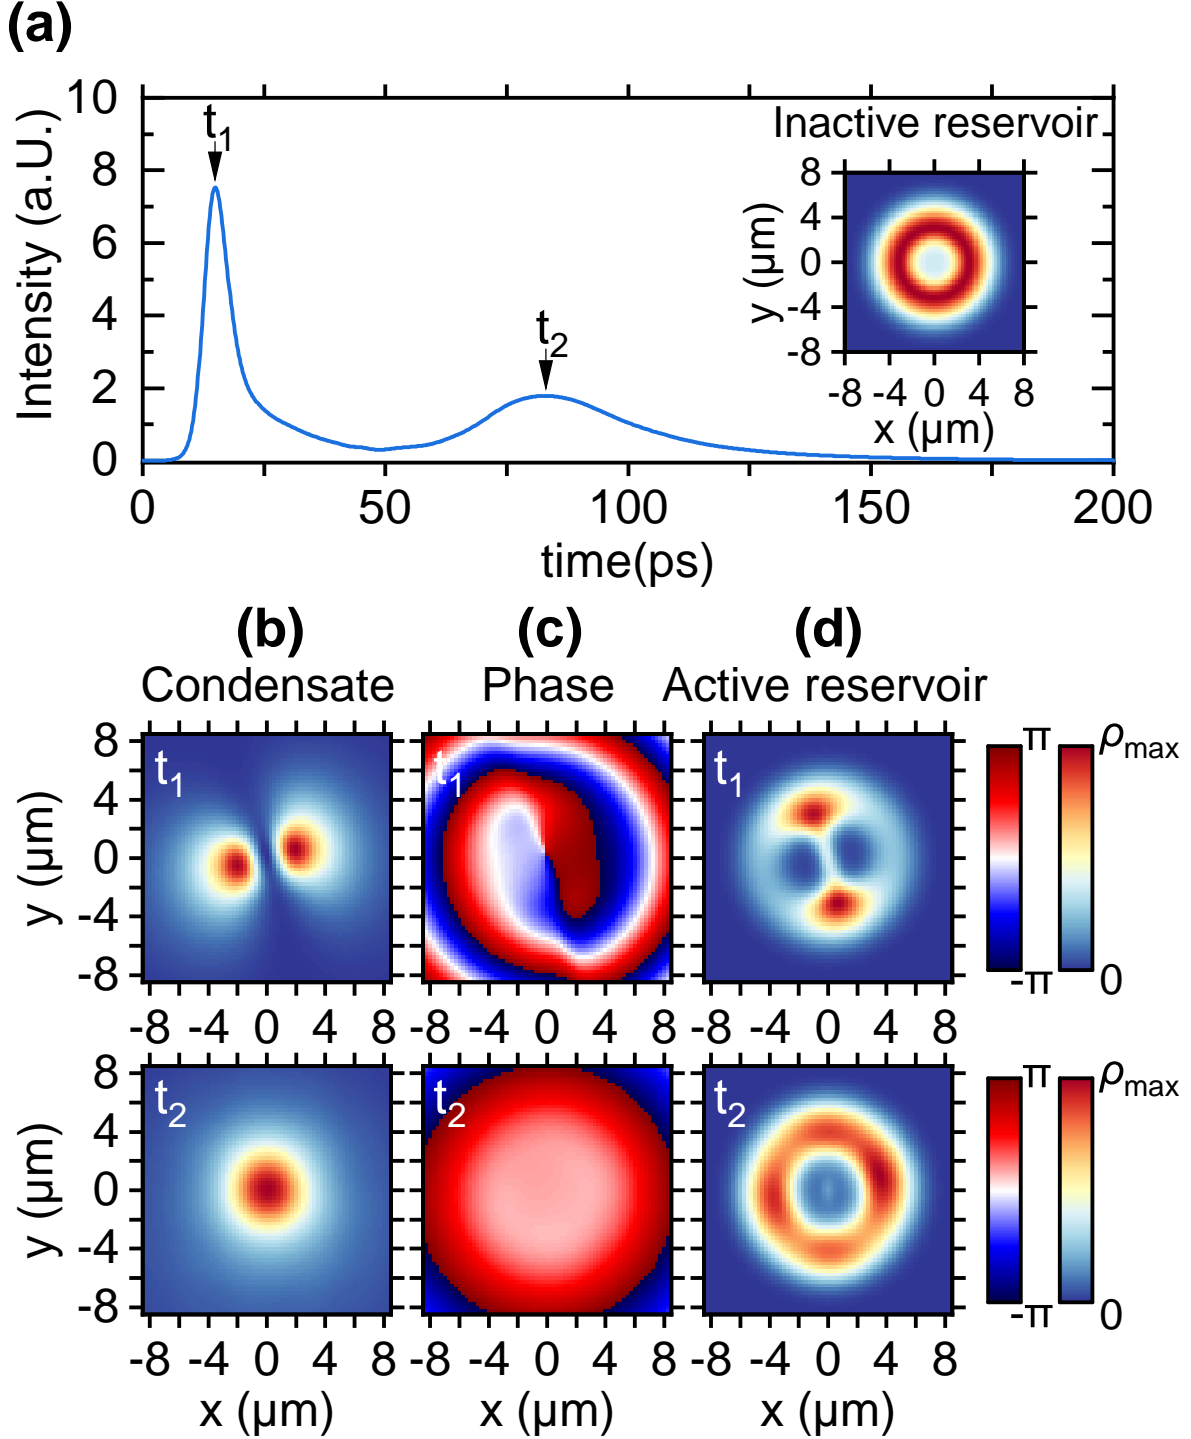 (a)
Intensity (a.U.)
10
8
6
4
2
0
t1
t2
0 50 100 150 200
time(ps)
Inactive reservoir
y (μm)
8
4
0
-4
-8
-8 -4 0 4 8
x (μm)
(b) (c) (d)
Condensate Phase Active reservoir
y (μm)
8
4
0
-4
-8
t1 t1 t1
-8 -4 0 4 8 -8 -4 0 4 8 -8 -4 0 4 8
π ρmax
-π 0
y (μm)
8
4
0
-4
-8
t2 t2 t2
-8 -4 0 4 8 -8 -4 0 4 8 -8 -4 0 4 8
x (μm) x (μm) x (μm)
π ρmax
-π 0